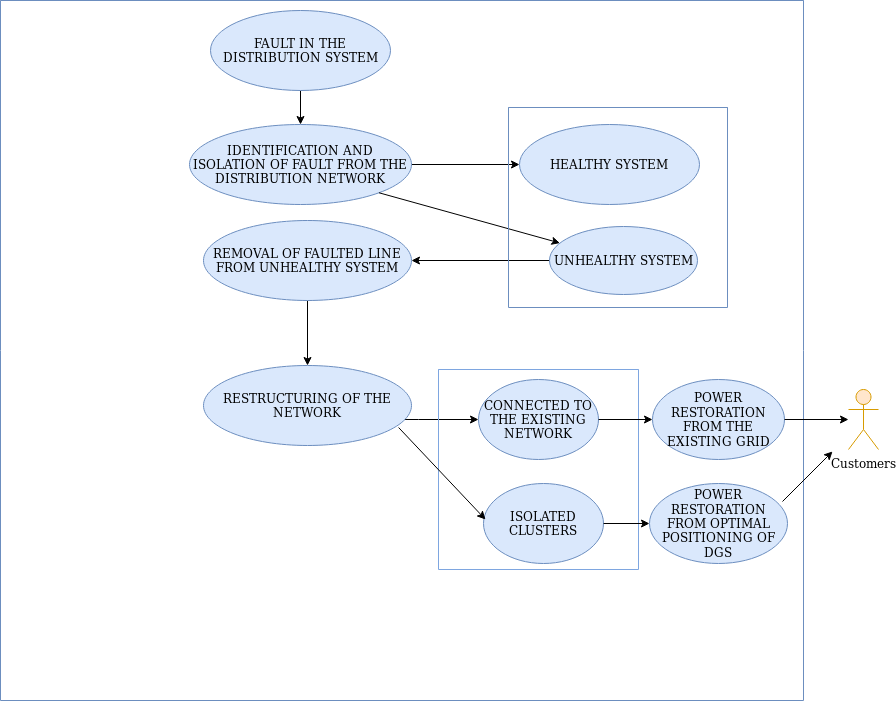 FAULT IN THE
DISTRIBUTION SYSTEM
IDENTIFICATION AND
ISOLATION OF FAULT FROM THE
DISTRIBUTION NETWORK
HEALTHY SYSTEM
REMOVAL OF FAULTED LINE
FROM UNHEALTHY SYSTEM
UNHEALTHY SYSTEM
RESTRUCTURING OF THE
NETWORK
CONNECTED TO
THE EXISTING
NETWORK
POWER
RESTORATION
FROM THE
EXISTING GRID
Customers
ISOLATED
CLUSTERS
POWER
RESTORATION
FROM OPTIMAL
POSITIONING OF
DGS